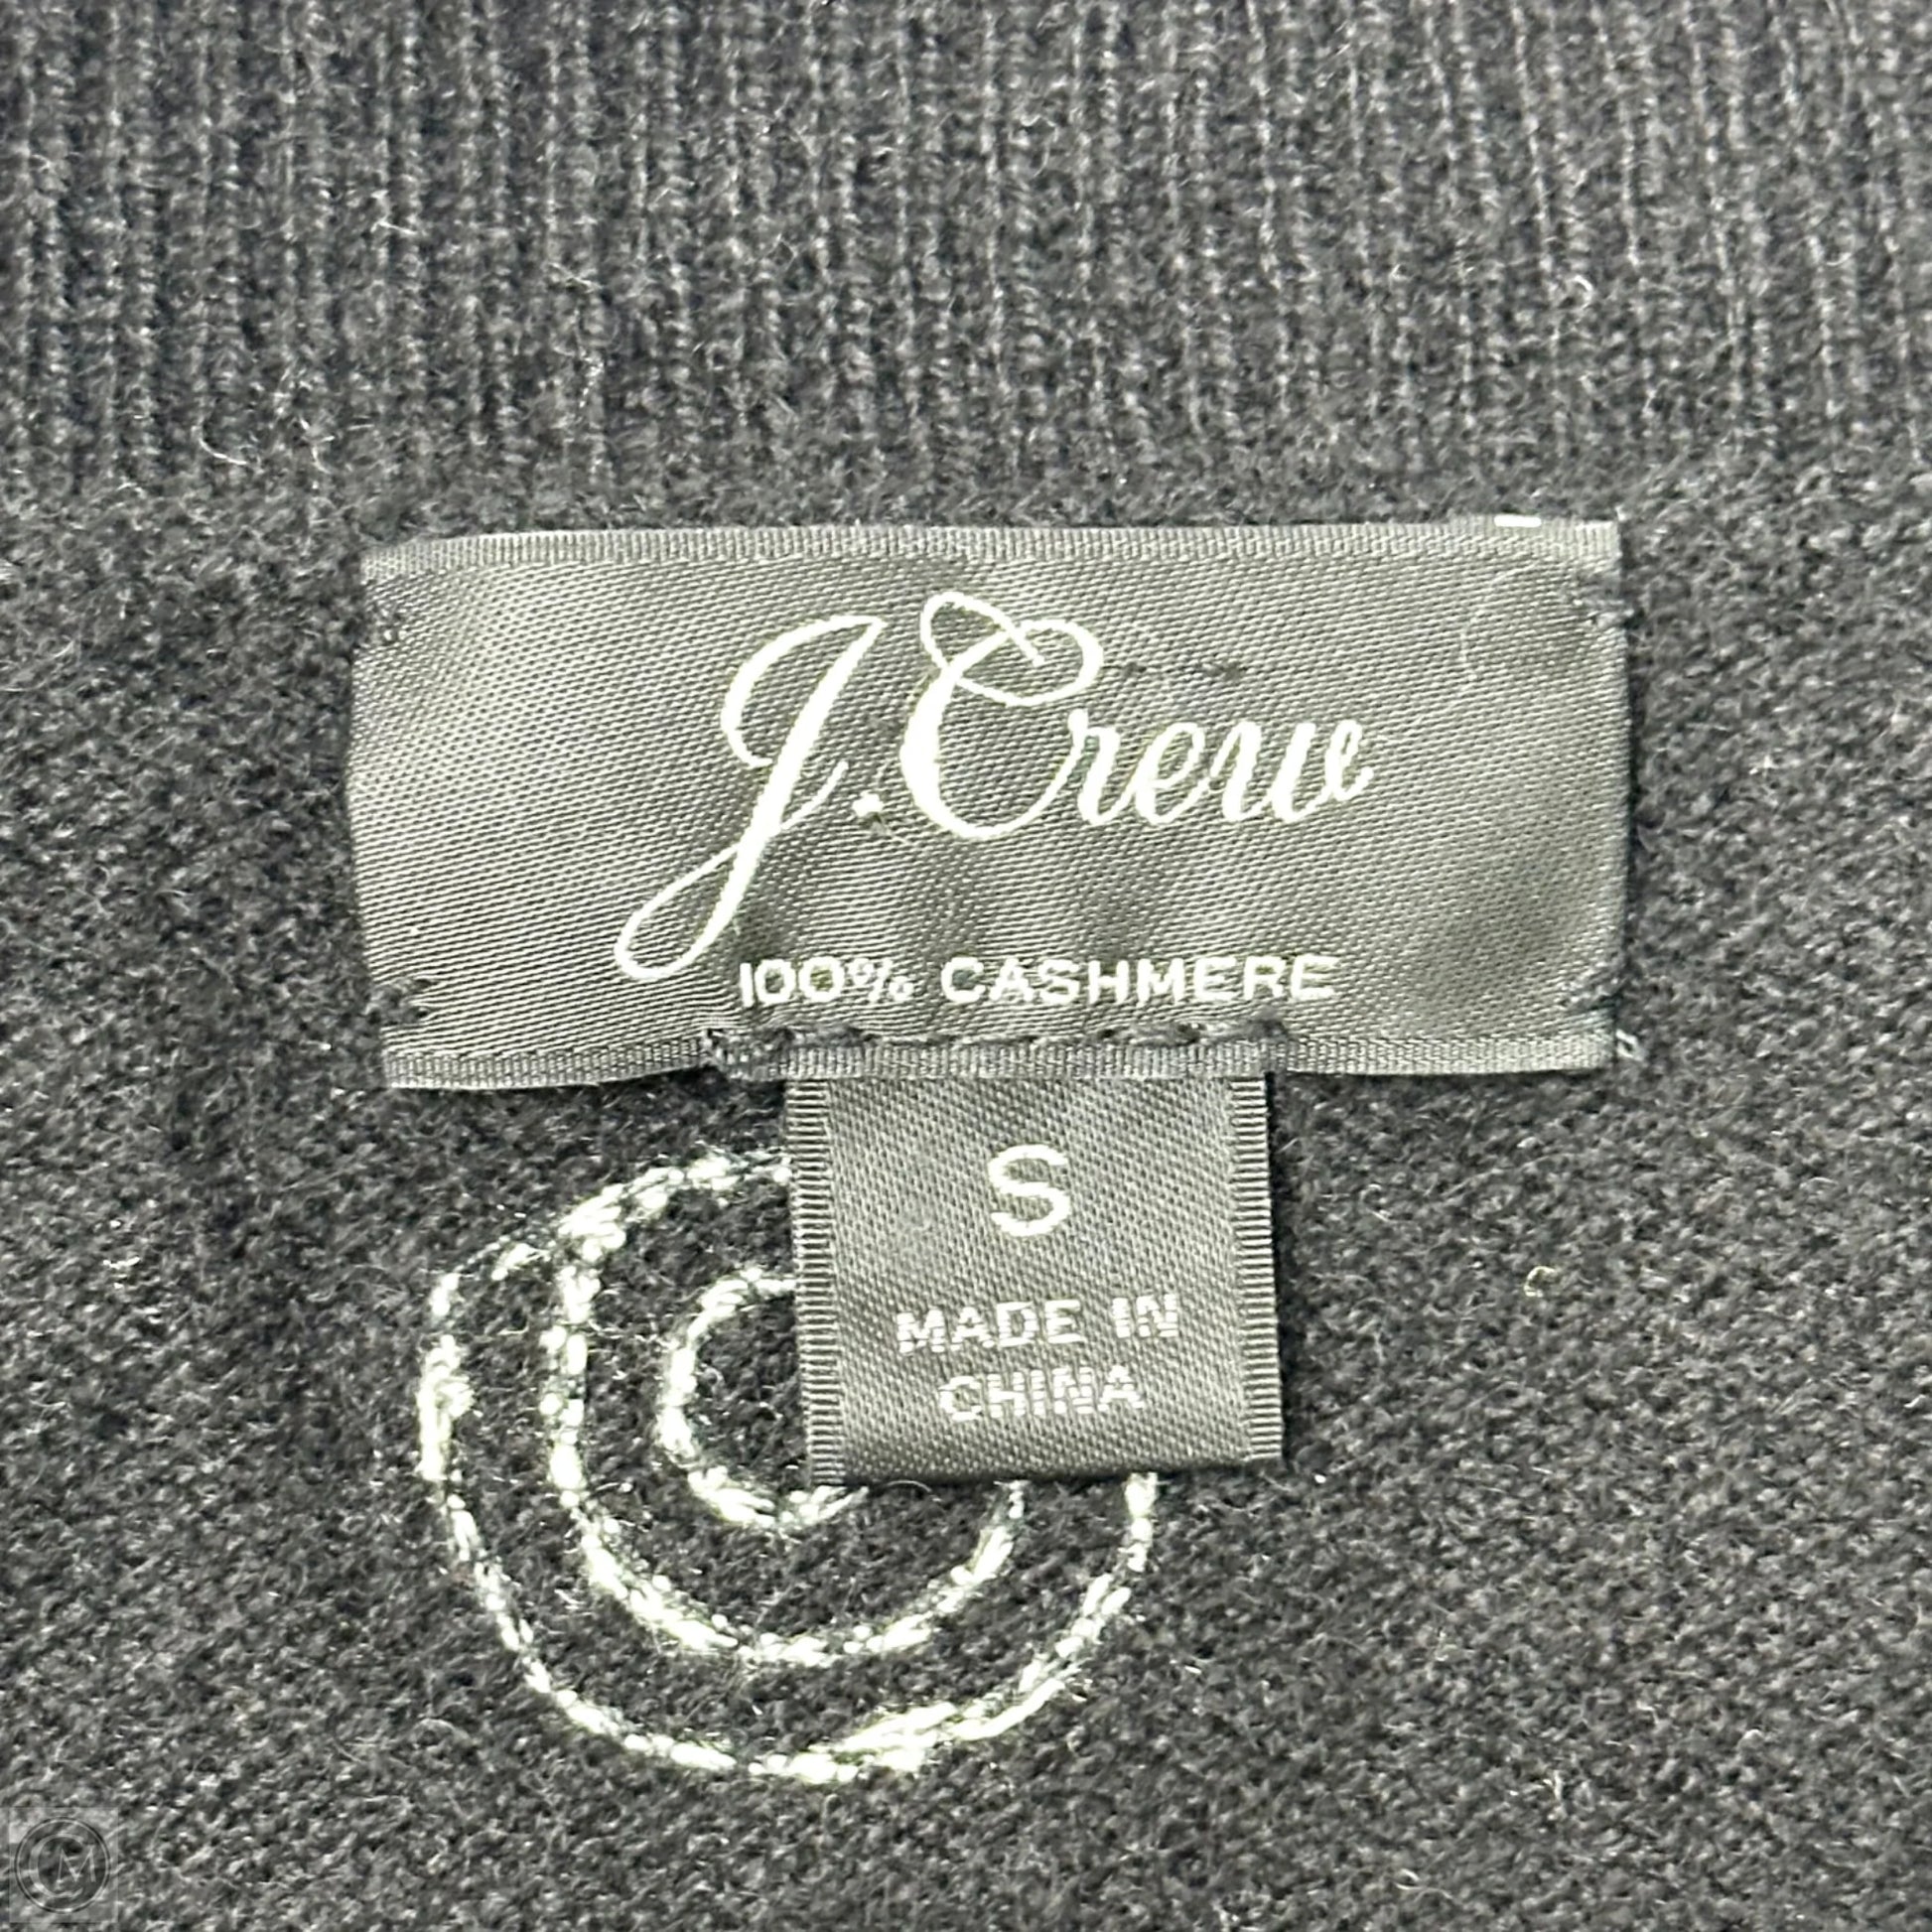 J.Crew
100% CASHMERE
S
MADE IN
CHINA